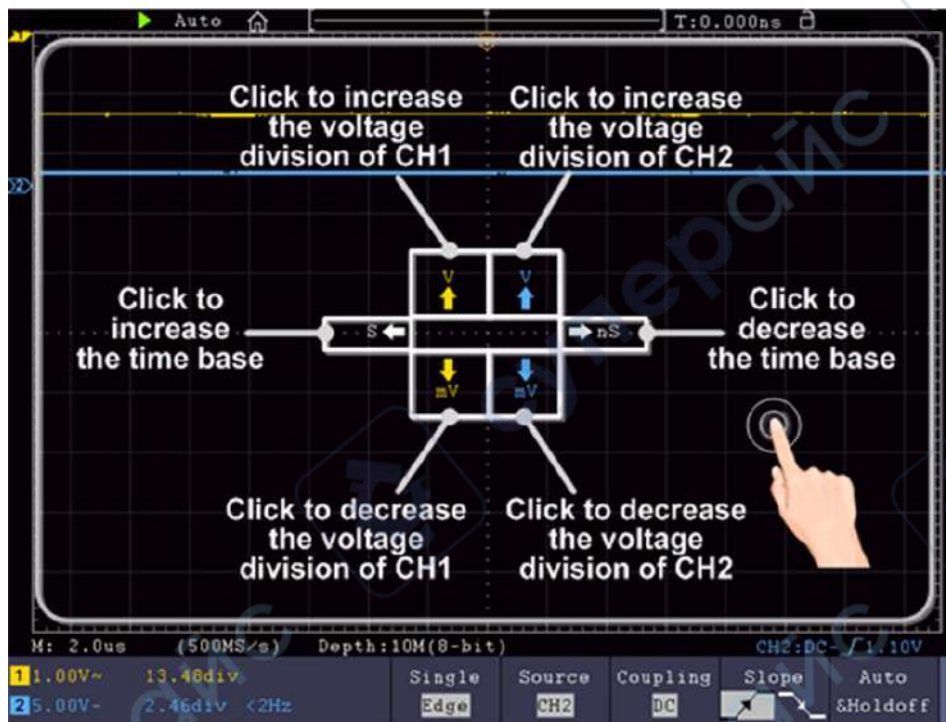 Auto T:0.000ns
1
Click to increase
the voltage
division of CH1
Click to increase
the voltage
division of CH2
2
V V
Click to
increase
the time base
S nS
Click to
decrease
the time base
mV mV
Click to decrease
the voltage
division of CH1
Click to decrease
the voltage
division of CH2
M: 2.0us (500MS/s) Depth:10M(8-bit) CH2:DC- 1.10V
1 1.00V~ 13.48div Single Source Coupling Slope Auto
2 5.00V- 2.46div <2Hz Edge CH2 DC &Holdoff
суперайс